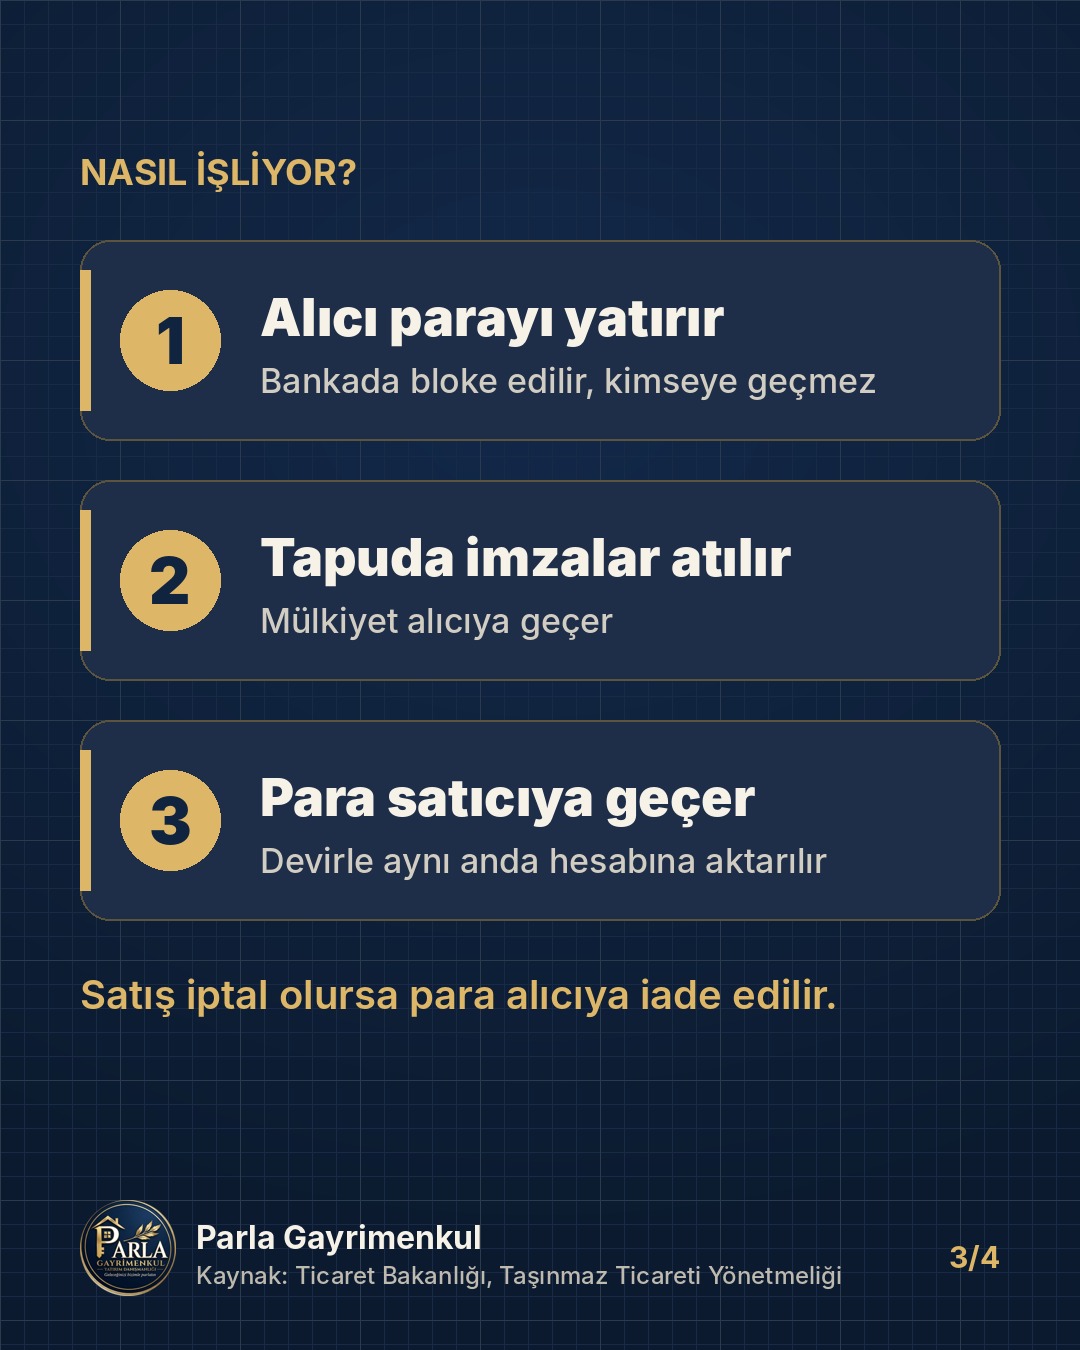 NASIL İŞLİYOR?
1
Alıcı parayı yatırır
Bankada bloke edilir, kimseye geçmez
2
Tapuda imzalar atılır
Mülkiyet alıcıya geçer
3
Para satıcıya geçer
Devirle aynı anda hesabına aktarılır
Satış iptal olursa para alıcıya iade edilir.
PARLA
GAYRİMENKUL
Parla Gayrimenkul
Kaynak: Ticaret Bakanlığı, Taşınmaz Ticareti Yönetmeliği
3/4